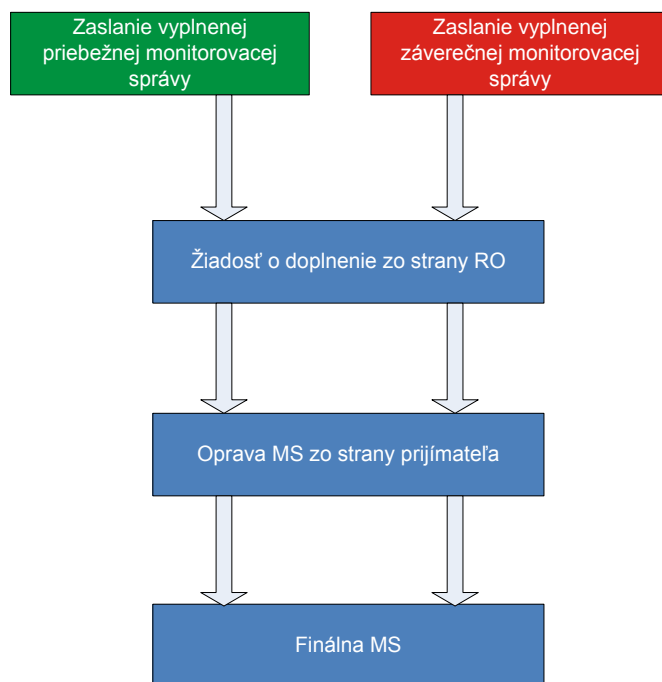 Zaslanie vyplnenej
priebežnej monitorovacej
správy
Zaslanie vyplnenej
záverečnej monitorovacej
správy
Žiadosť o doplnenie zo strany RO
Oprava MS zo strany prijímateľa
Finálna MS